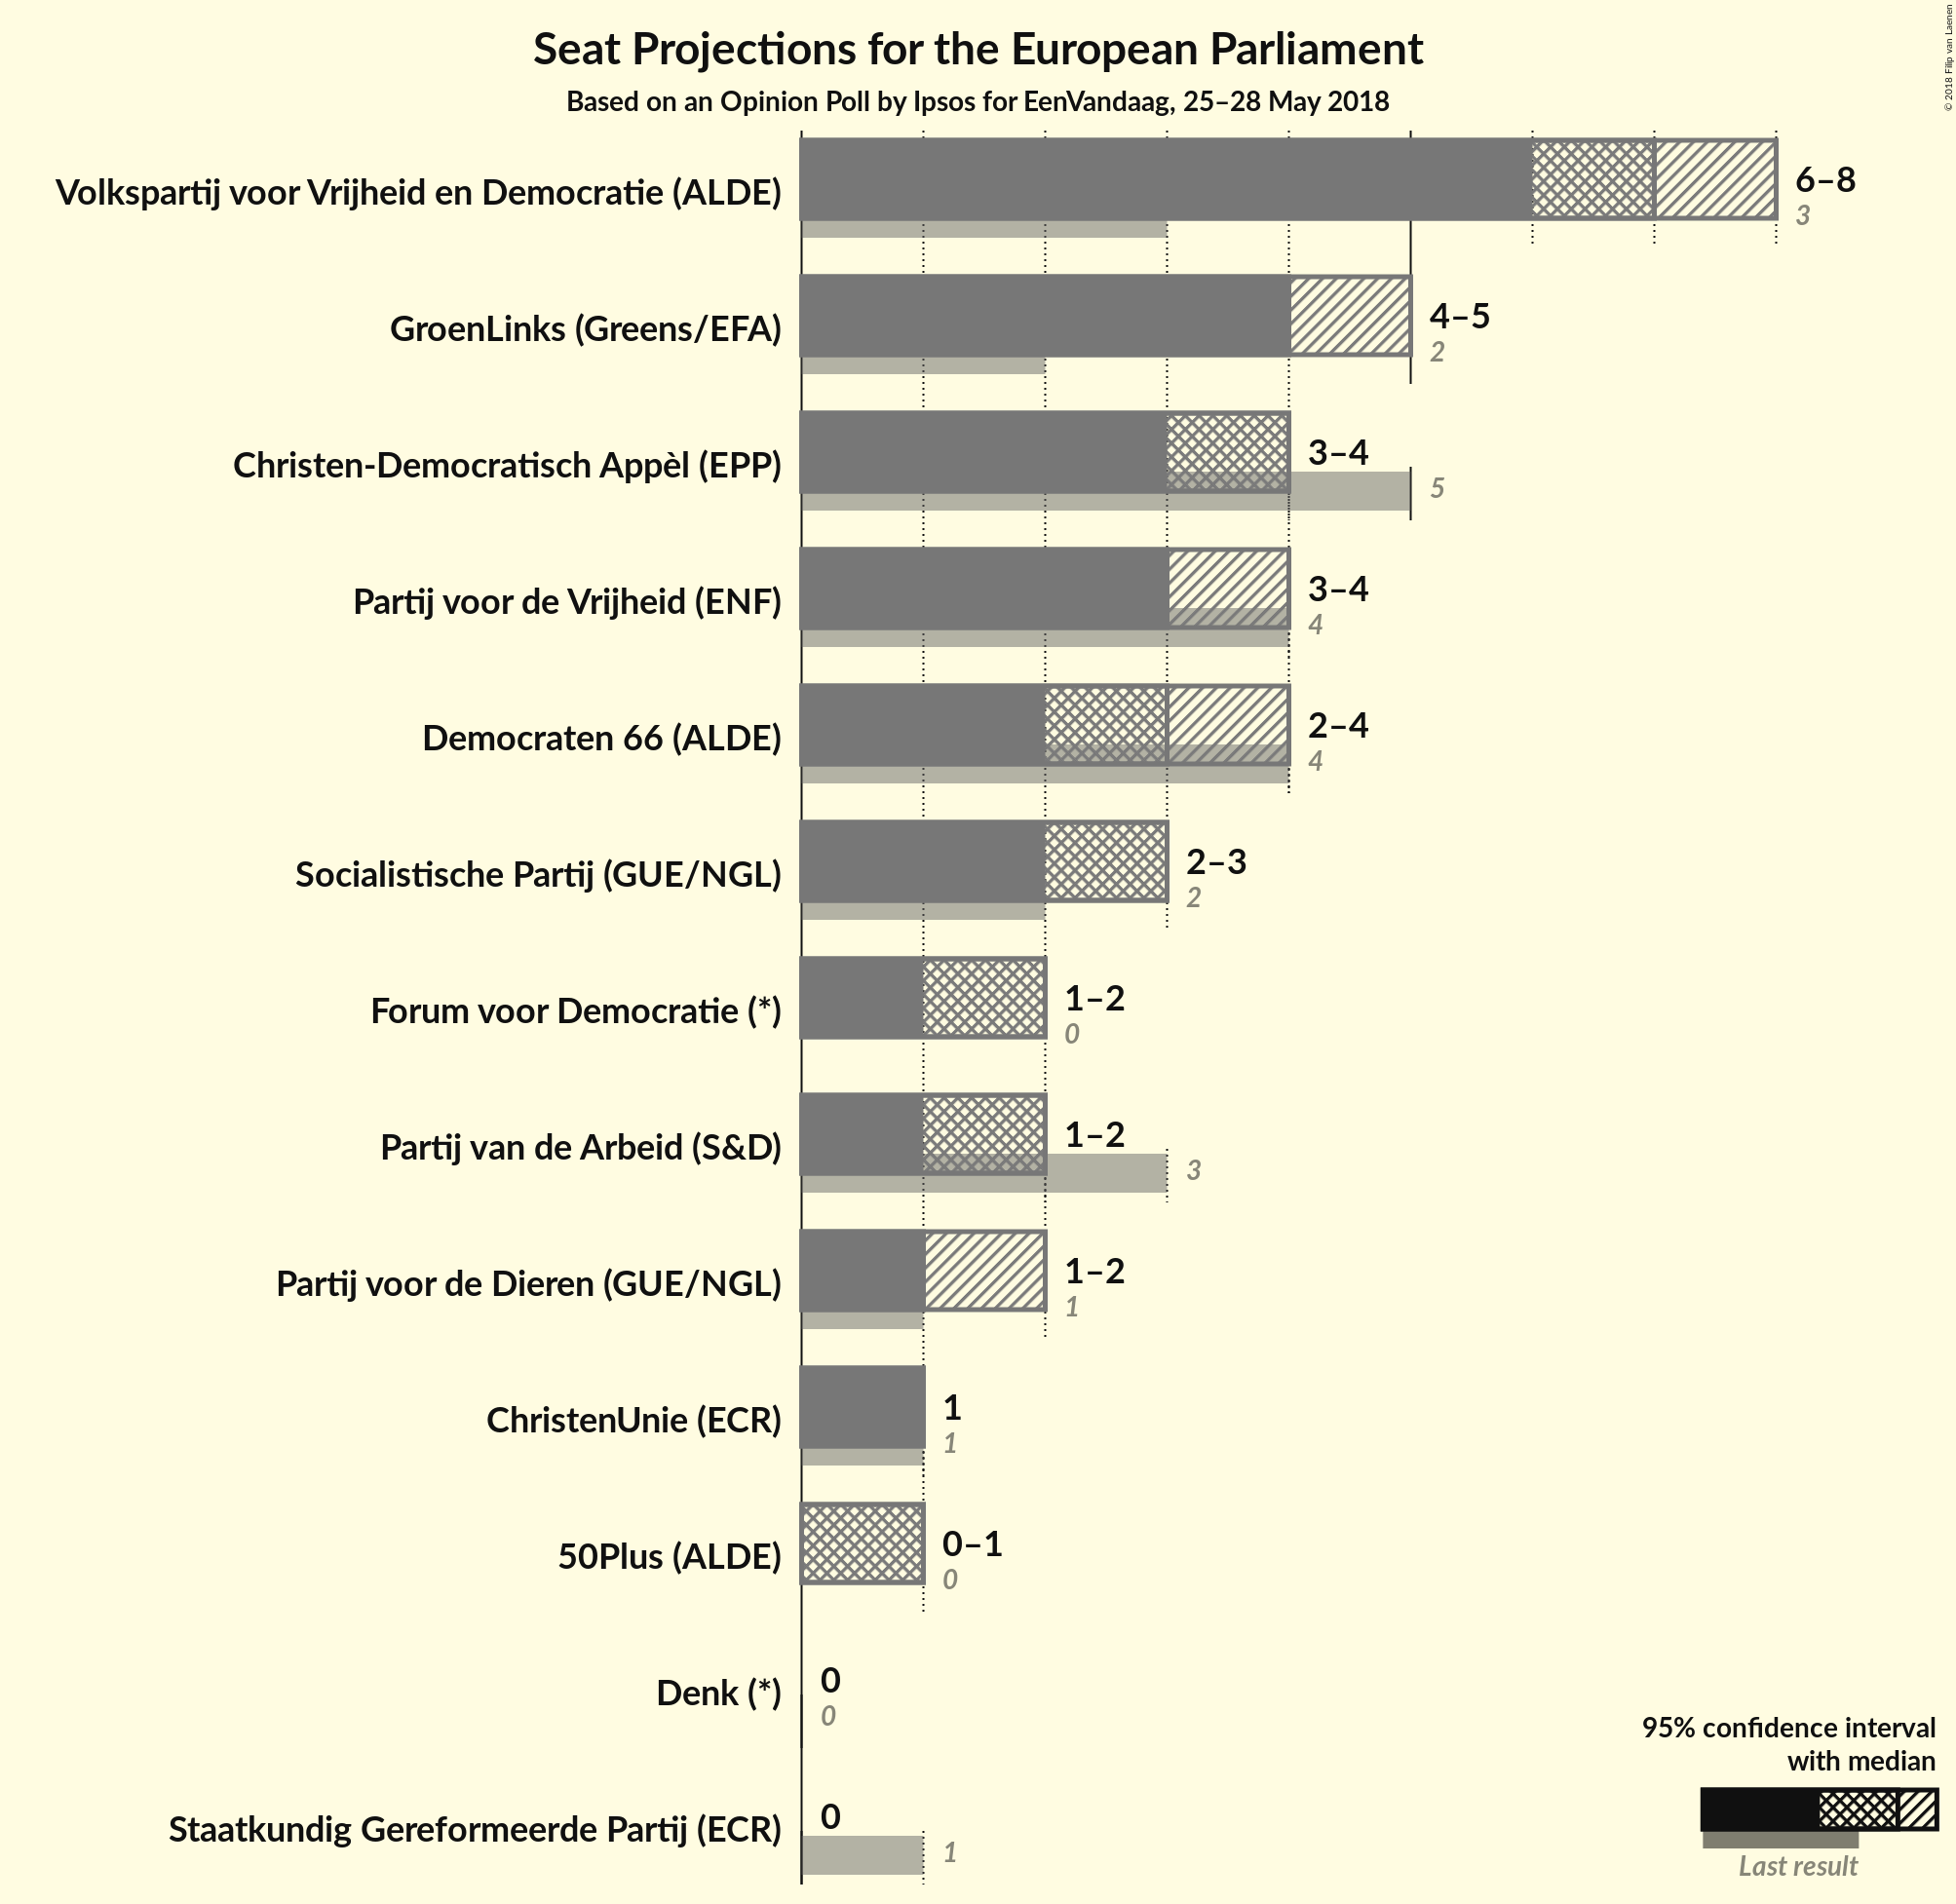 Seat Projections for the European Parliament
Based on an Opinion Poll by Ipsos for EenVandaag, 25–28 May 2018
© 2018 Filip van Laenen
Volkspartij voor Vrijheid en Democratie (ALDE)
6–8
3
GroenLinks (Greens/EFA)
4–5
2
Christen-Democratisch Appèl (EPP)
3–4
5
Partij voor de Vrijheid (ENF)
3–4
4
Democraten 66 (ALDE)
2–4
4
Socialistische Partij (GUE/NGL)
2–3
2
Forum voor Democratie (*)
1–2
0
Partij van de Arbeid (S&D)
1–2
3
Partij voor de Dieren (GUE/NGL)
1–2
1
ChristenUnie (ECR)
1
1
50Plus (ALDE)
0–1
0
Denk (*)
0
0
Staatkundig Gereformeerde Partij (ECR)
0
1
95% confidence interval
with median
Last result